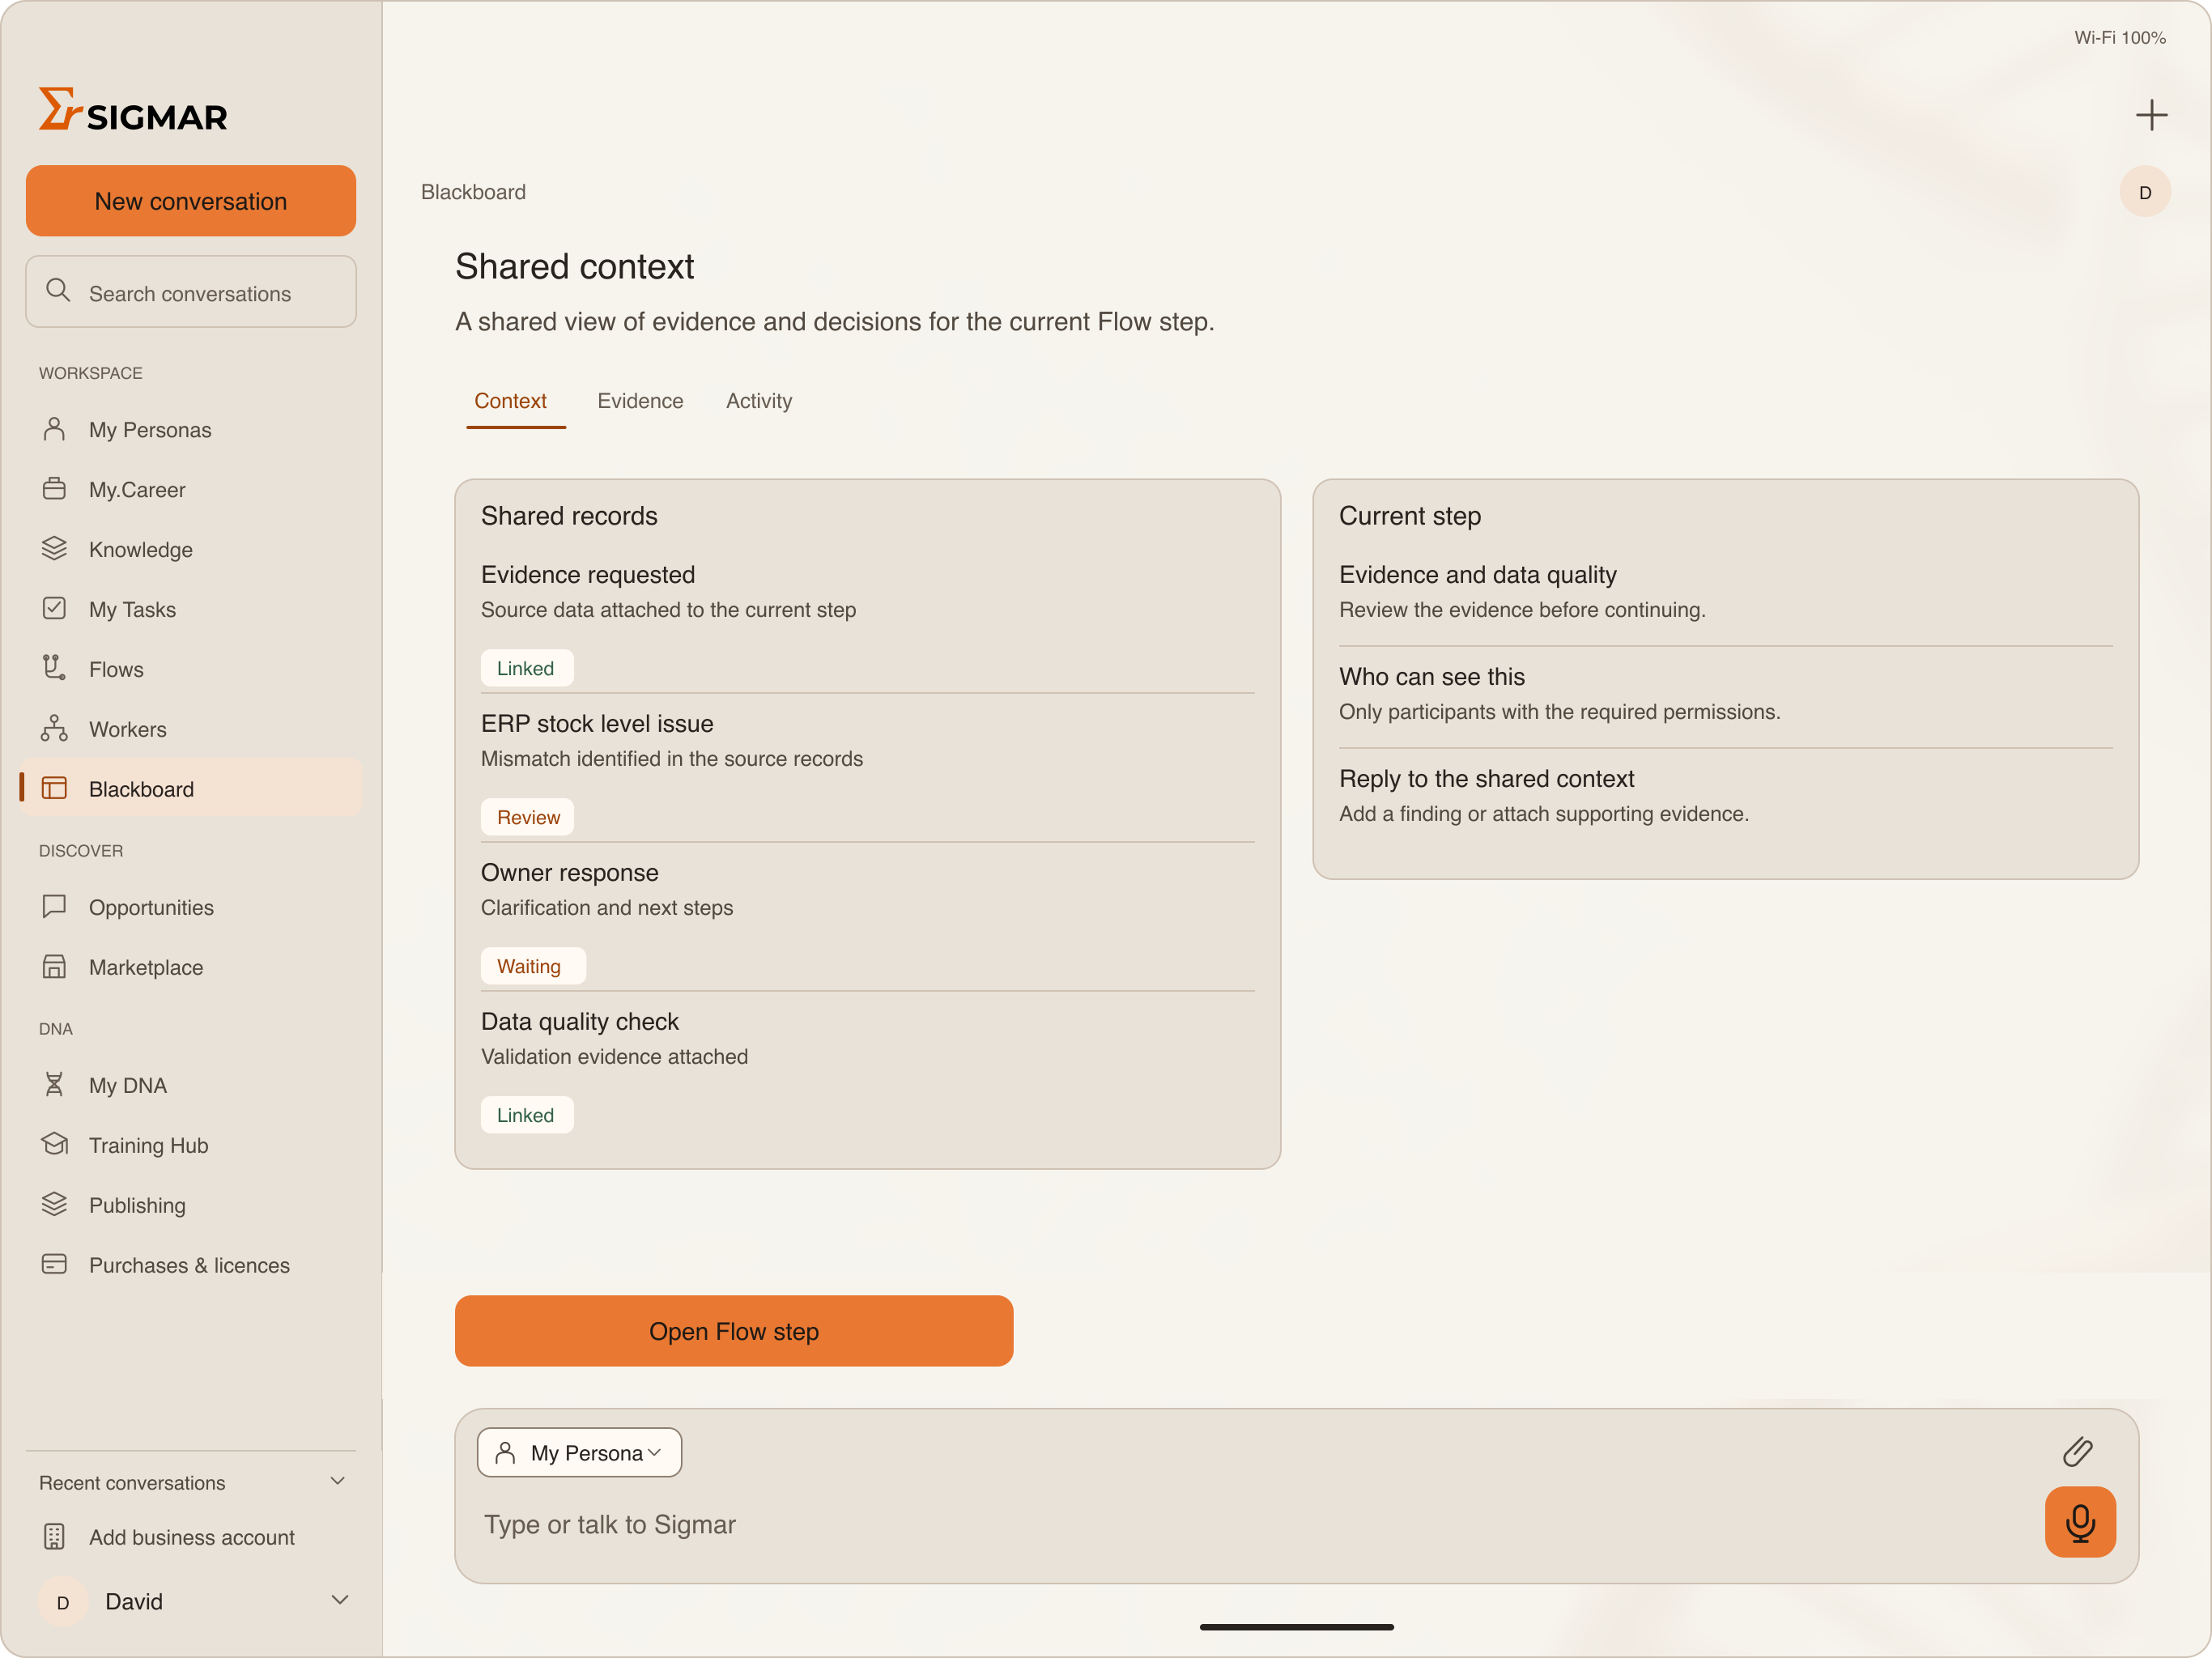 Wi-Fi 100%
Σr SIGMAR
New conversation
Search conversations
WORKSPACE
My Personas
My.Career
Knowledge
My Tasks
Flows
Workers
Blackboard
DISCOVER
Opportunities
Marketplace
DNA
My DNA
Training Hub
Publishing
Purchases & licences
Recent conversations
Add business account
D David
Blackboard
D
Shared context
A shared view of evidence and decisions for the current Flow step.
Context Evidence Activity
Shared records
Evidence requested
Source data attached to the current step
Linked
ERP stock level issue
Mismatch identified in the source records
Review
Owner response
Clarification and next steps
Waiting
Data quality check
Validation evidence attached
Linked
Current step
Evidence and data quality
Review the evidence before continuing.
Who can see this
Only participants with the required permissions.
Reply to the shared context
Add a finding or attach supporting evidence.
Open Flow step
My Persona
Type or talk to Sigmar